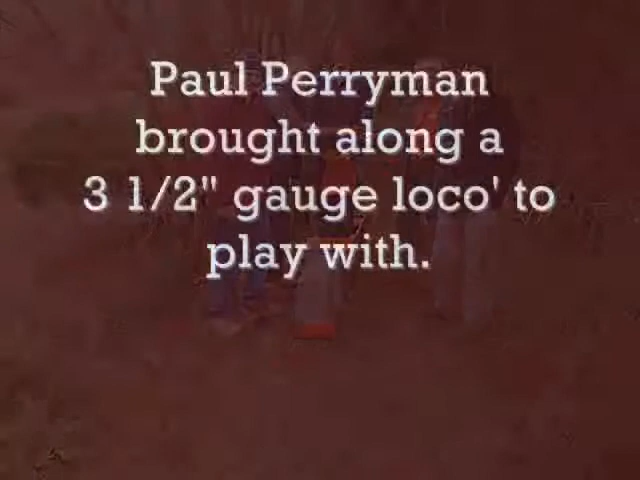 Paul Perryman
brought along a
3 1/2" gauge loco' to
play with.